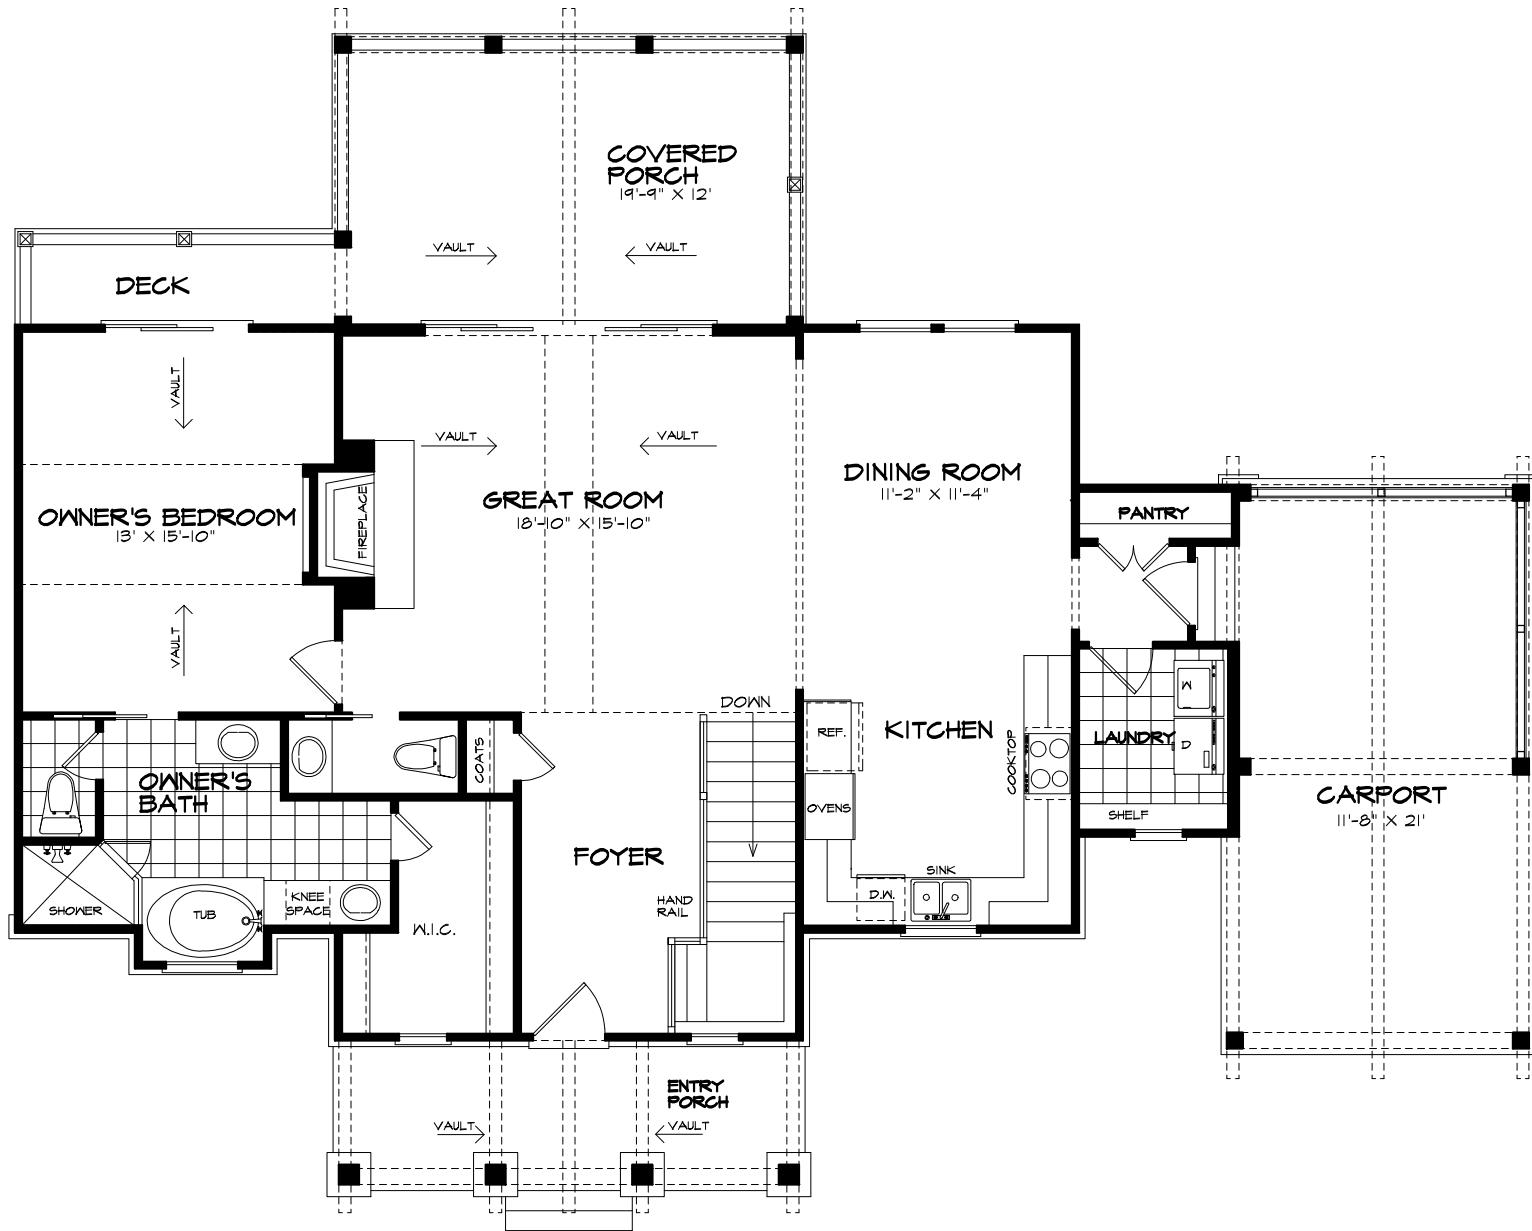 COVERED
PORCH
19'-9" X 12'
VAULT
VAULT
DECK
VAULT
VAULT
VAULT
DINING ROOM
11'-2" X 11'-4"
GREAT ROOM
18'-10" X 15'-10"
FIREPLACE
OWNER'S BEDROOM
13' X 15'-10"
PANTRY
VAULT
W
DOWN
REF.
KITCHEN
COOKTOP
LAUNDRY
D
COATS
OWNER'S
BATH
CARPORT
11'-8" X 21'
OVENS
SHELF
FOYER
SINK
D.W.
HAND
RAIL
KNEE
SPACE
SHOWER
TUB
W.I.C.
ENTRY
PORCH
VAULT
VAULT